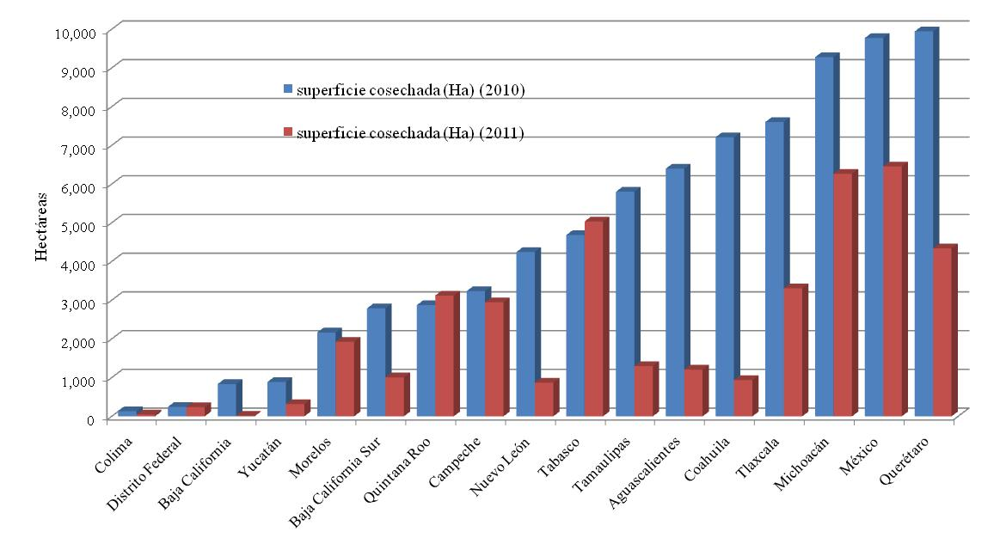 10,000
9,000
8,000
7,000
6,000
5,000
4,000
3,000
2,000
1,000
0
Hectáreas
superficie cosechada (Ha) (2010)
superficie cosechada (Ha) (2011)
Colima
Distrito Federal
Baja California
Yucatán
Morelos
Baja California Sur
Quintana Roo
Campeche
Nuevo León
Tabasco
Tamaulipas
Aguascalientes
Coahuila
Tlaxcala
Michoacán
México
Querétaro